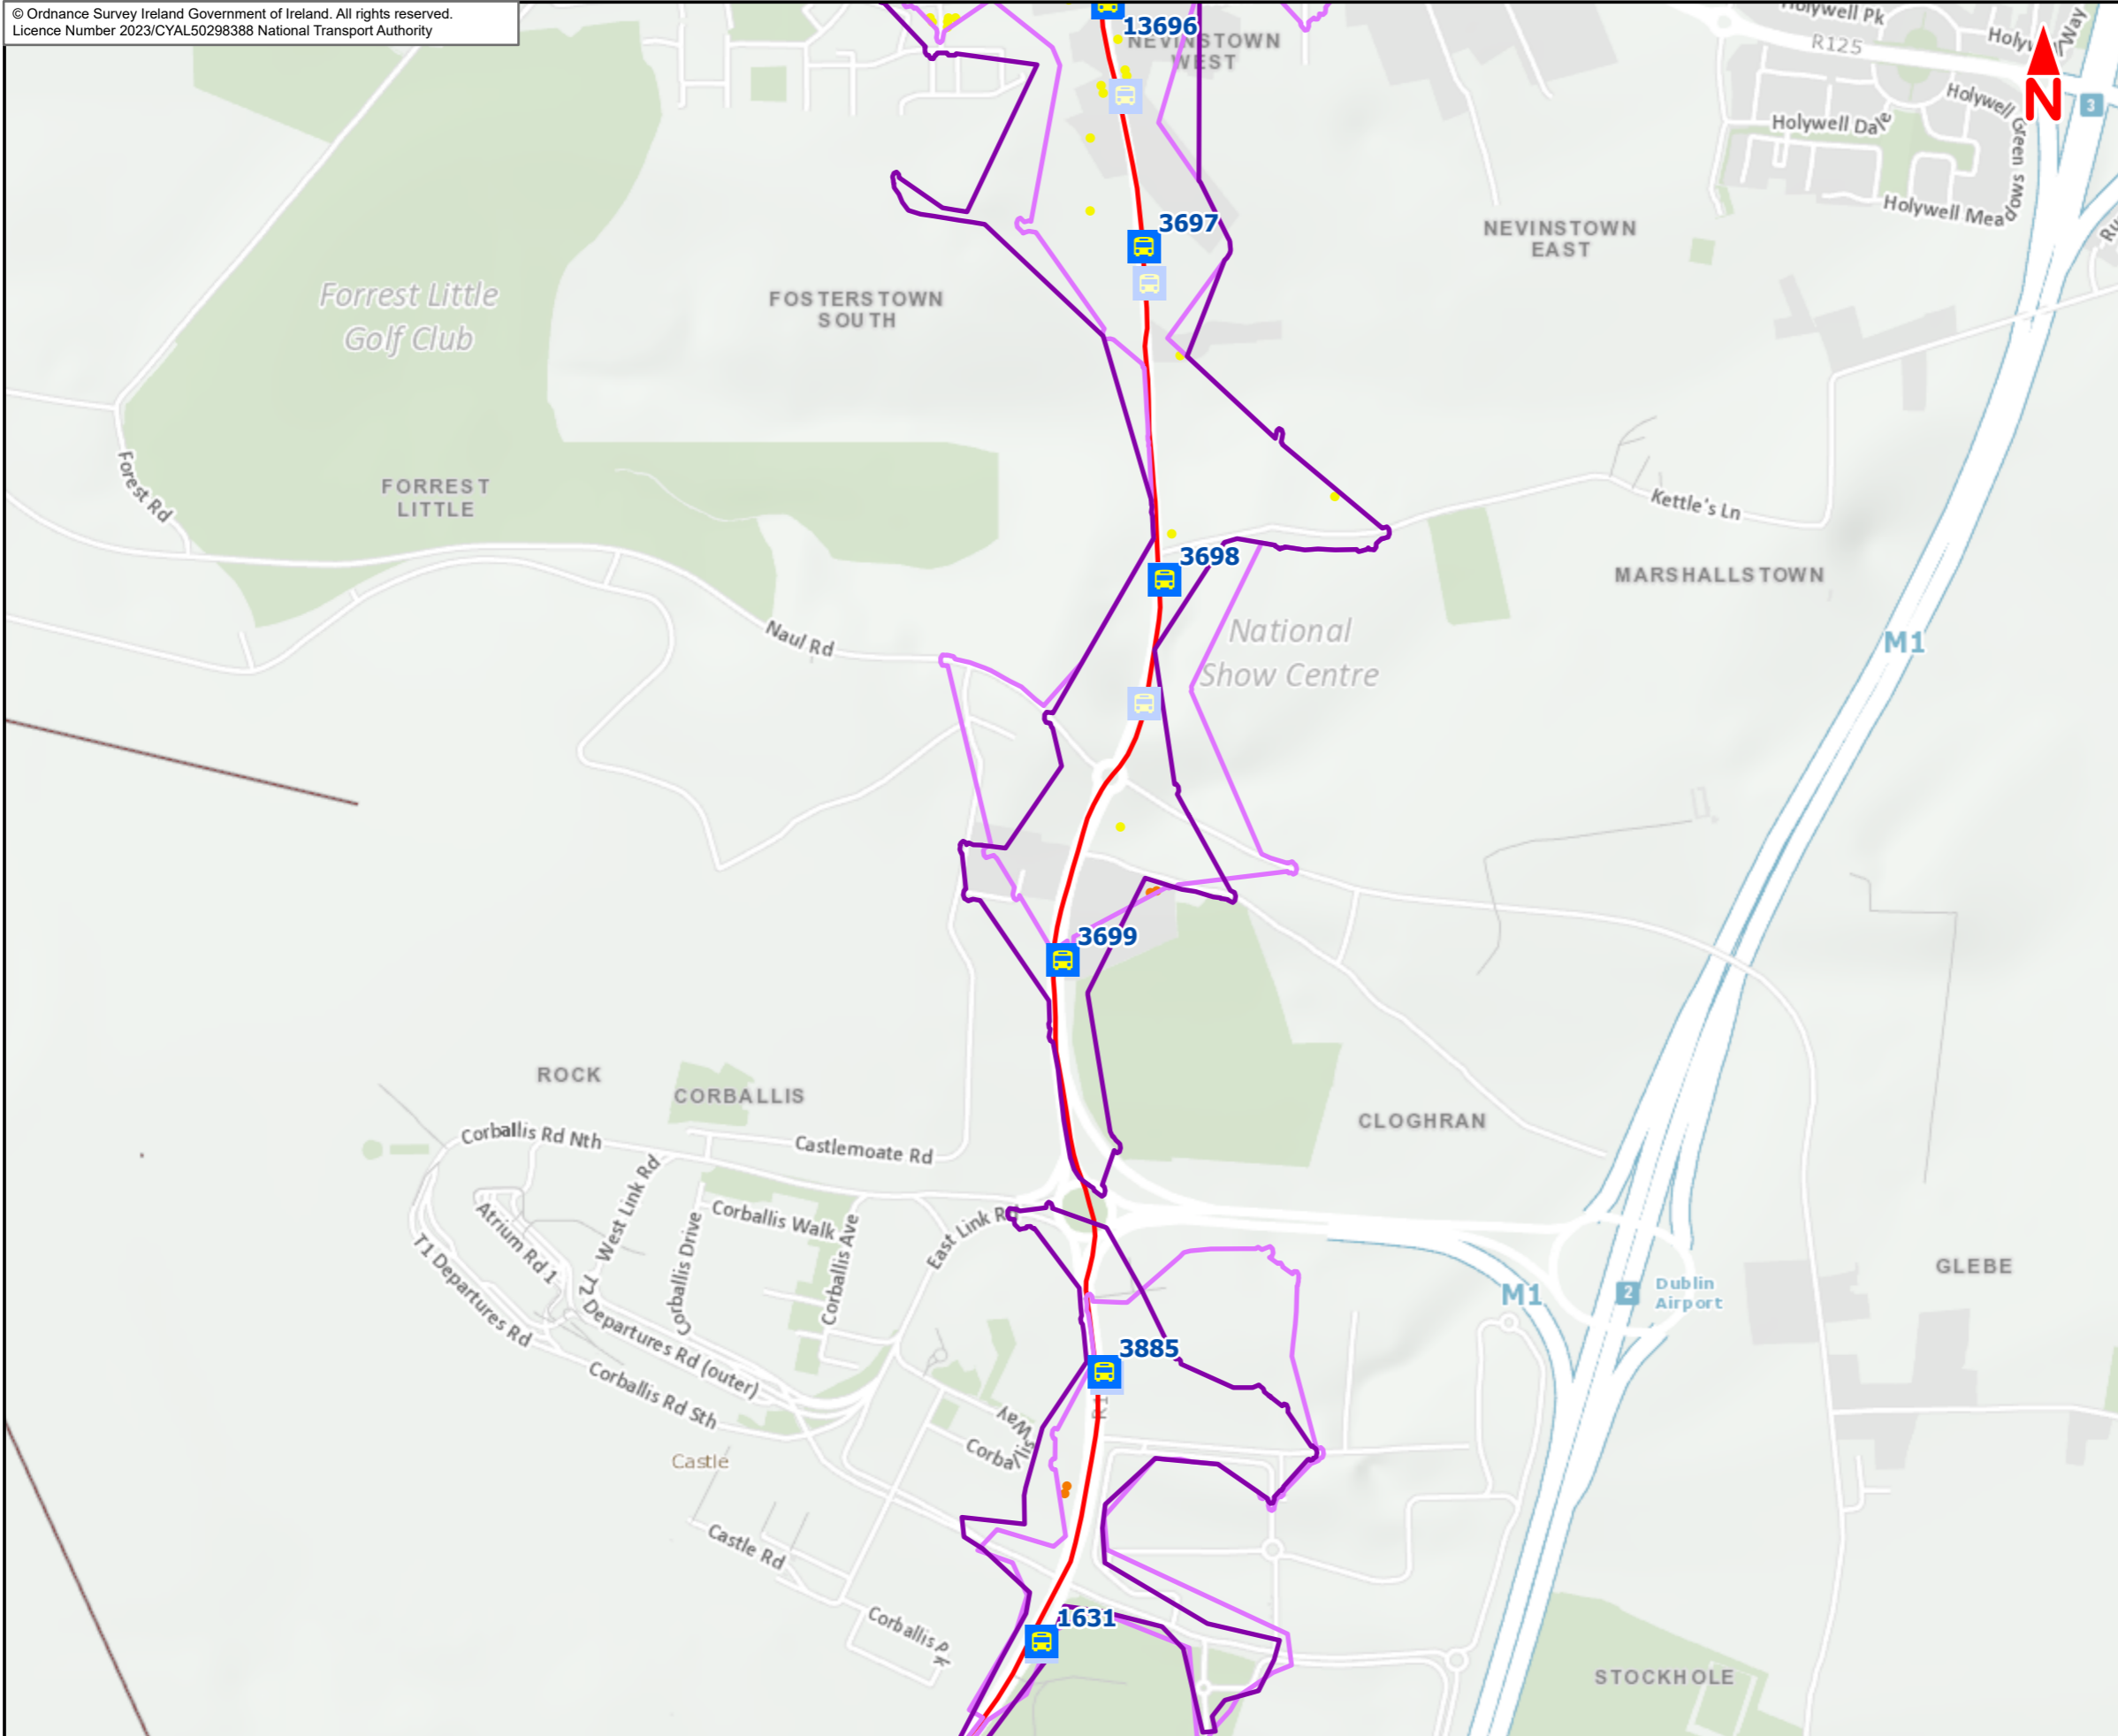 © Ordnance Survey Ireland Government of Ireland. All rights reserved.
Licence Number 2023/CYAL50298388 National Transport Authority
13696
NEVINSTOWN
WEST
Holywell Pk
R125
Way
N
3
Holywell Dale
Holywell Green
Holywell Meadows
3697
NEVINSTOWN
EAST
Forrest Little
Golf Club
FOSTERSTOWN
SOUTH
Forest Rd
FORREST
LITTLE
Kettle's Ln
3698
MARSHALLSTOWN
National
Show Centre
Naul Rd
M1
3699
ROCK
CORBALLIS
CLOGHRAN
Corballis Rd Nth
Castlemoate Rd
West Link Rd
Corballis Walk
Corballis Drive
Corballis Ave
East Link Rd
Atrium Rd 1
T1 Departures Rd
T2 Departures Rd (outer)
GLEBE
M1
2
Dublin
Airport
3885
Corballis Rd Sth
Corballis Way
Castle
Castle Rd
Corballis Pk
1631
STOCKHOLE